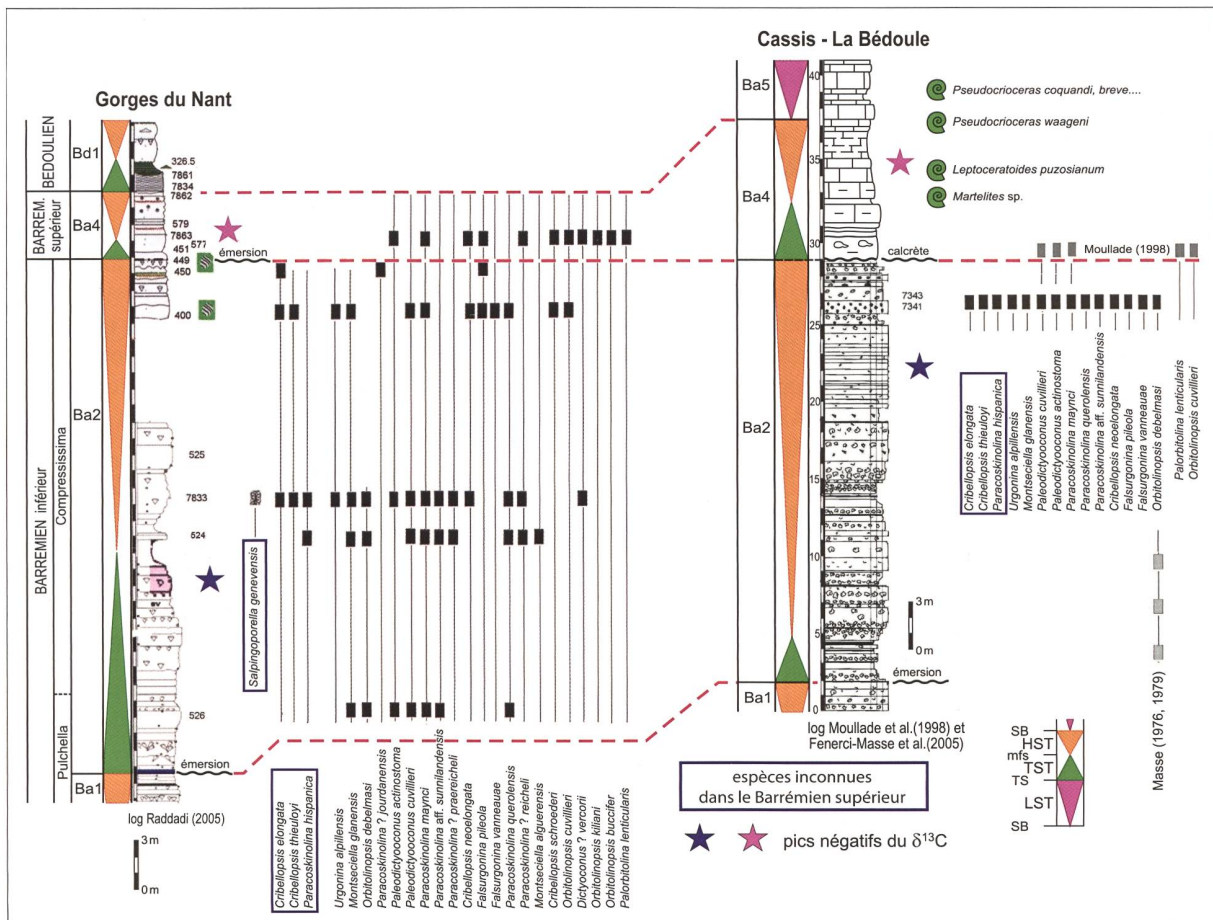 Cassis - La Bédoule
Gorges du Nant
BEDOULIEN
BARREM. supérieur
BARREMIEN inférieur
Compressissima
Pulchella
Bd1
Ba4
Ba2
Ba1
326.5
7861
7834
7862
579
7863
577
451
449
450
400
525
7833
524
526
émersion
émersion
log Raddadi (2005)
3 m
0 m
Salpingoporella genevensis
Cribellopsis elongata
Cribellopsis thieuloyi
Paracoskinolina hispanica
Urgonina alpillensis
Montseciella glanensis
Orbitolinopsis debelmasi
Paracoskinolina ? jourdanensis
Paleodictyoconus actinostoma
Paleodictyoconus cuvillieri
Paracoskinolina maynci
Paracoskinolina aff. sunnilandensis
Paracoskinolina ? praereicheli
Cribellopsis neoelongata
Falsurgonina pileola
Falsurgonina vanneauae
Paracoskinolina querolensis
Paracoskinolina ? reicheli
Montseciella alguerensis
Cribellopsis schroederi
Orbitolinopsis cuvillieri
Dictyoconus ? vercorii
Orbitolinopsis kiliani
Orbitolinopsis buccifer
Palorbitolina lenticularis
Ba5
Ba4
Ba2
Ba1
40
35
30
25
20
15
10
5
0
Pseudocrioceras coquandi, breve....
Pseudocrioceras waageni
Leptoceratoides puzosianum
Martelites sp.
calcrète
Moullade (1998)
7343
7341
3 m
0 m
émersion
log Moullade et al.(1998) et
Fenerci-Masse et al.(2005)
Cribellopsis elongata
Cribellopsis thieuloyi
Paracoskinolina hispanica
Urgonina alpillensis
Montseciella glanensis
Paleodictyoconus cuvillieri
Paleodictyoconus actinostoma
Paracoskinolina maynci
Paracoskinolina querolensis
Paracoskinolina aff. sunnilandensis
Cribellopsis neoelongata
Falsurgonina pileola
Falsurgonina vanneauae
Orbitolinopsis debelmasi
Palorbitolina lenticularis
Orbitolinopsis cuvillieri
Masse (1976, 1979)
espèces inconnues
dans le Barrémien supérieur
pics négatifs du δ¹³C
SB
HST
mfs
TST
TS
LST
SB